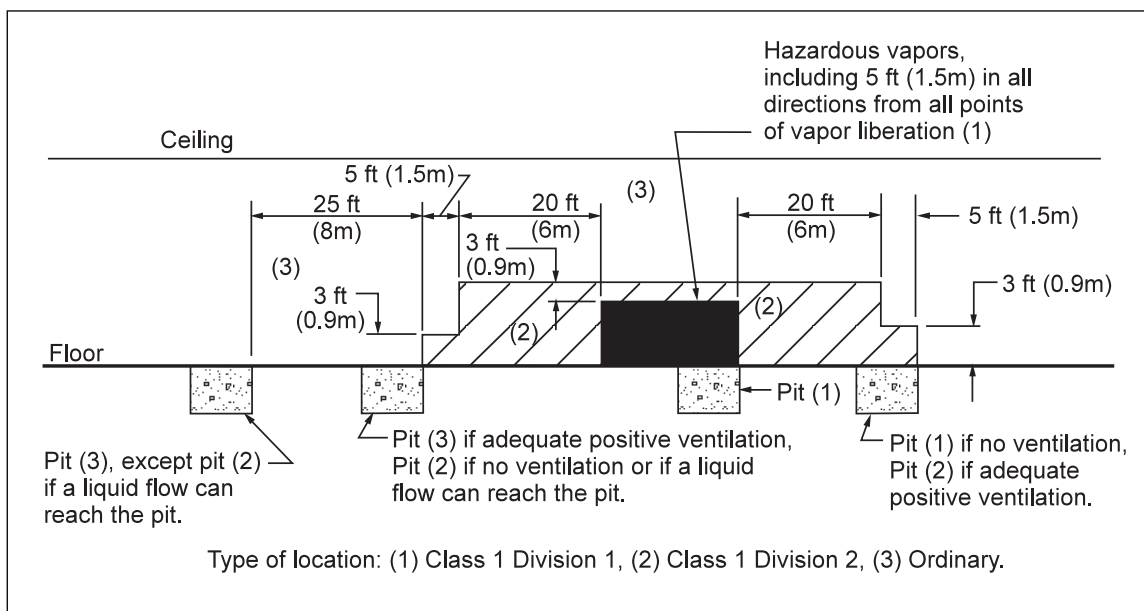 Hazardous vapors,
including 5 ft (1.5m) in all
directions from all points
of vapor liberation (1)
Ceiling
5 ft (1.5m)
(3)
25 ft
(8m)
20 ft
(6m)
20 ft
(6m)
5 ft (1.5m)
(3)
3 ft
(0.9m)
3 ft
(0.9m)
3 ft (0.9m)
(2)
(2)
Floor
Pit (1)
Pit (3), except pit (2)
if a liquid flow can
reach the pit.
Pit (3) if adequate positive ventilation,
Pit (2) if no ventilation or if a liquid
flow can reach the pit.
Pit (1) if no ventilation,
Pit (2) if adequate
positive ventilation.
Type of location: (1) Class 1 Division 1, (2) Class 1 Division 2, (3) Ordinary.